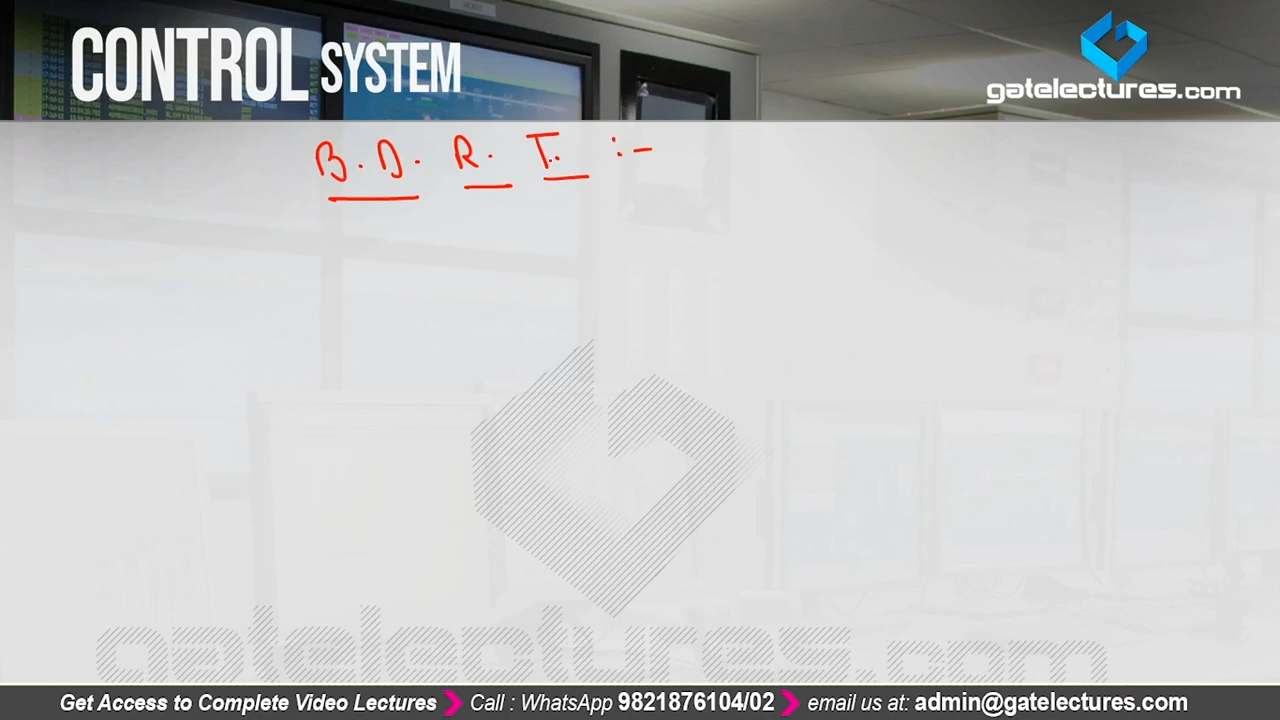 CONTROL SYSTEM
gatelectures.com
B.D. R. T. :-
gatelectures.com
Get Access to Complete Video Lectures Call : WhatsApp 9821876104/02 email us at: admin@gatelectures.com